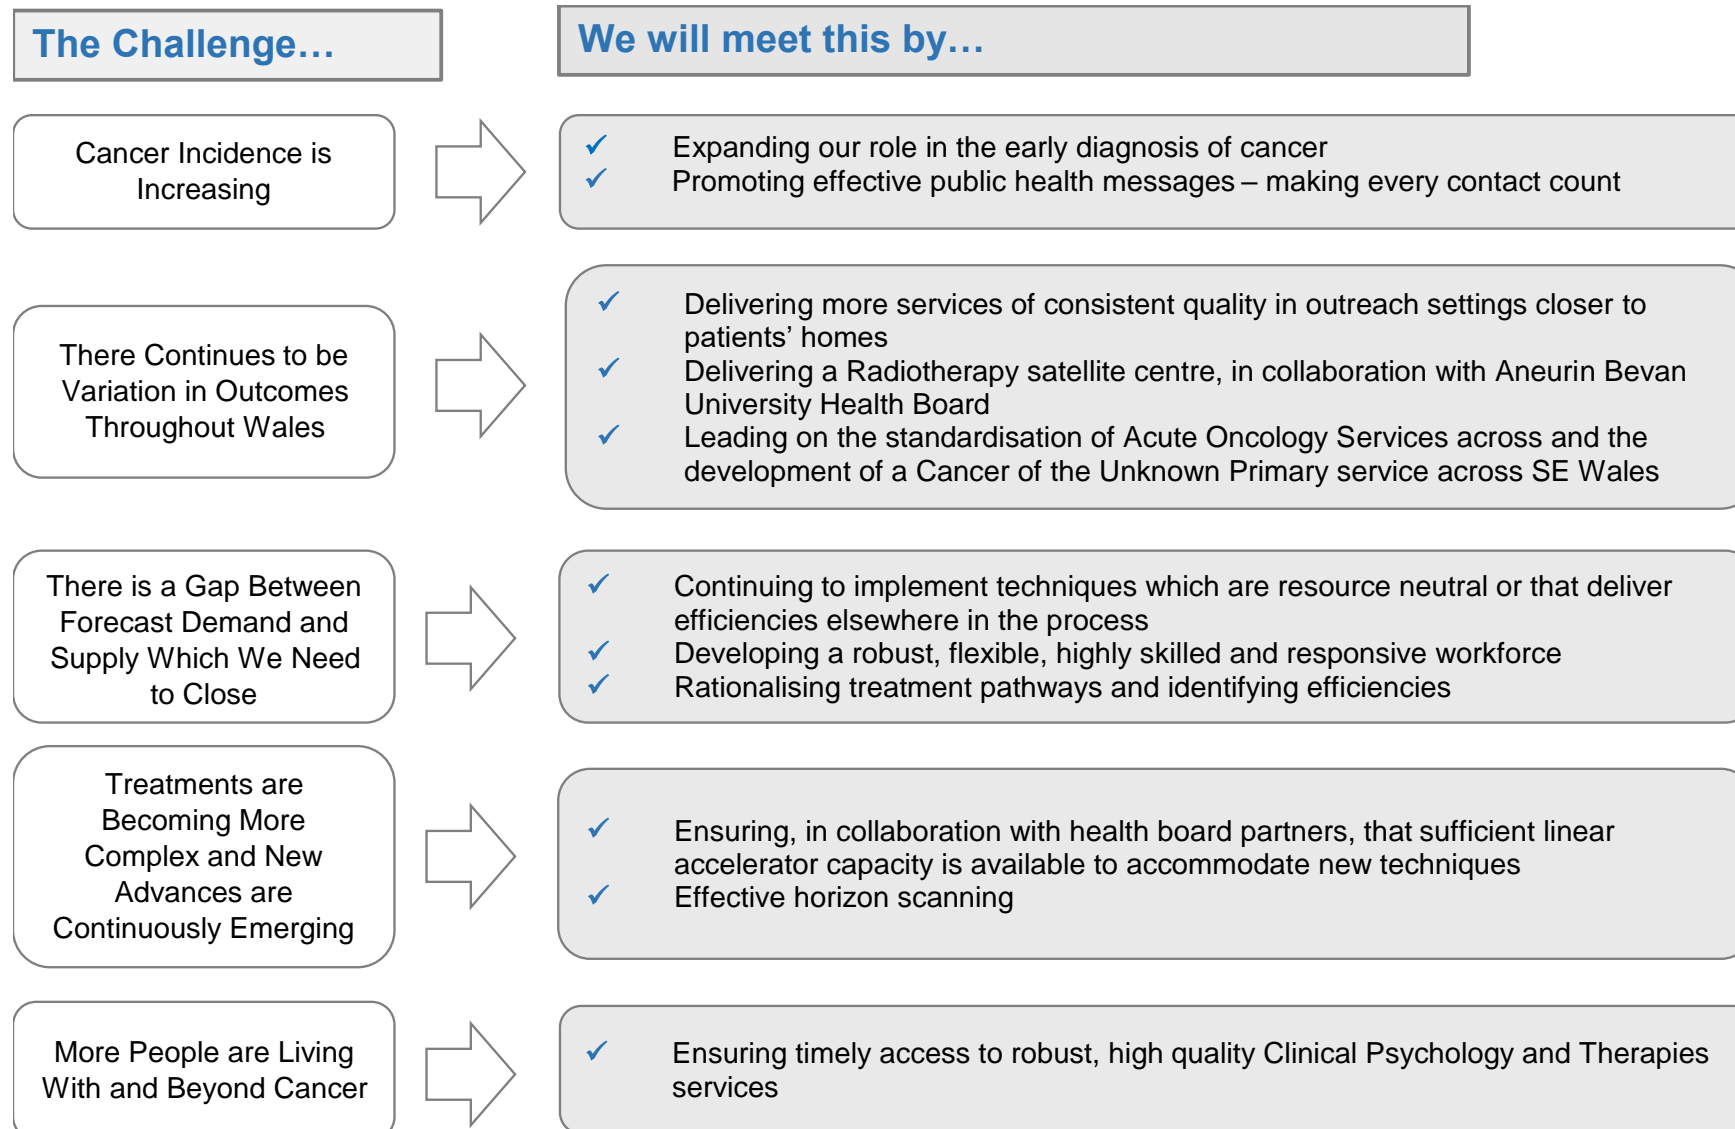 The Challenge…
We will meet this by…
Cancer Incidence is
Increasing
✓ Expanding our role in the early diagnosis of cancer
✓ Promoting effective public health messages – making every contact count
There Continues to be
Variation in Outcomes
Throughout Wales
✓ Delivering more services of consistent quality in outreach settings closer to
patients’ homes
✓ Delivering a Radiotherapy satellite centre, in collaboration with Aneurin Bevan
University Health Board
✓ Leading on the standardisation of Acute Oncology Services across and the
development of a Cancer of the Unknown Primary service across SE Wales
There is a Gap Between
Forecast Demand and
Supply Which We Need
to Close
✓ Continuing to implement techniques which are resource neutral or that deliver
efficiencies elsewhere in the process
✓ Developing a robust, flexible, highly skilled and responsive workforce
✓ Rationalising treatment pathways and identifying efficiencies
Treatments are
Becoming More
Complex and New
Advances are
Continuously Emerging
✓ Ensuring, in collaboration with health board partners, that sufficient linear
accelerator capacity is available to accommodate new techniques
✓ Effective horizon scanning
More People are Living
With and Beyond Cancer
✓ Ensuring timely access to robust, high quality Clinical Psychology and Therapies
services